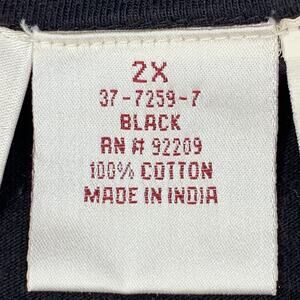 2X
37-7259-7
BLACK
RN # 92209
100% COTTON
MADE IN INDIA